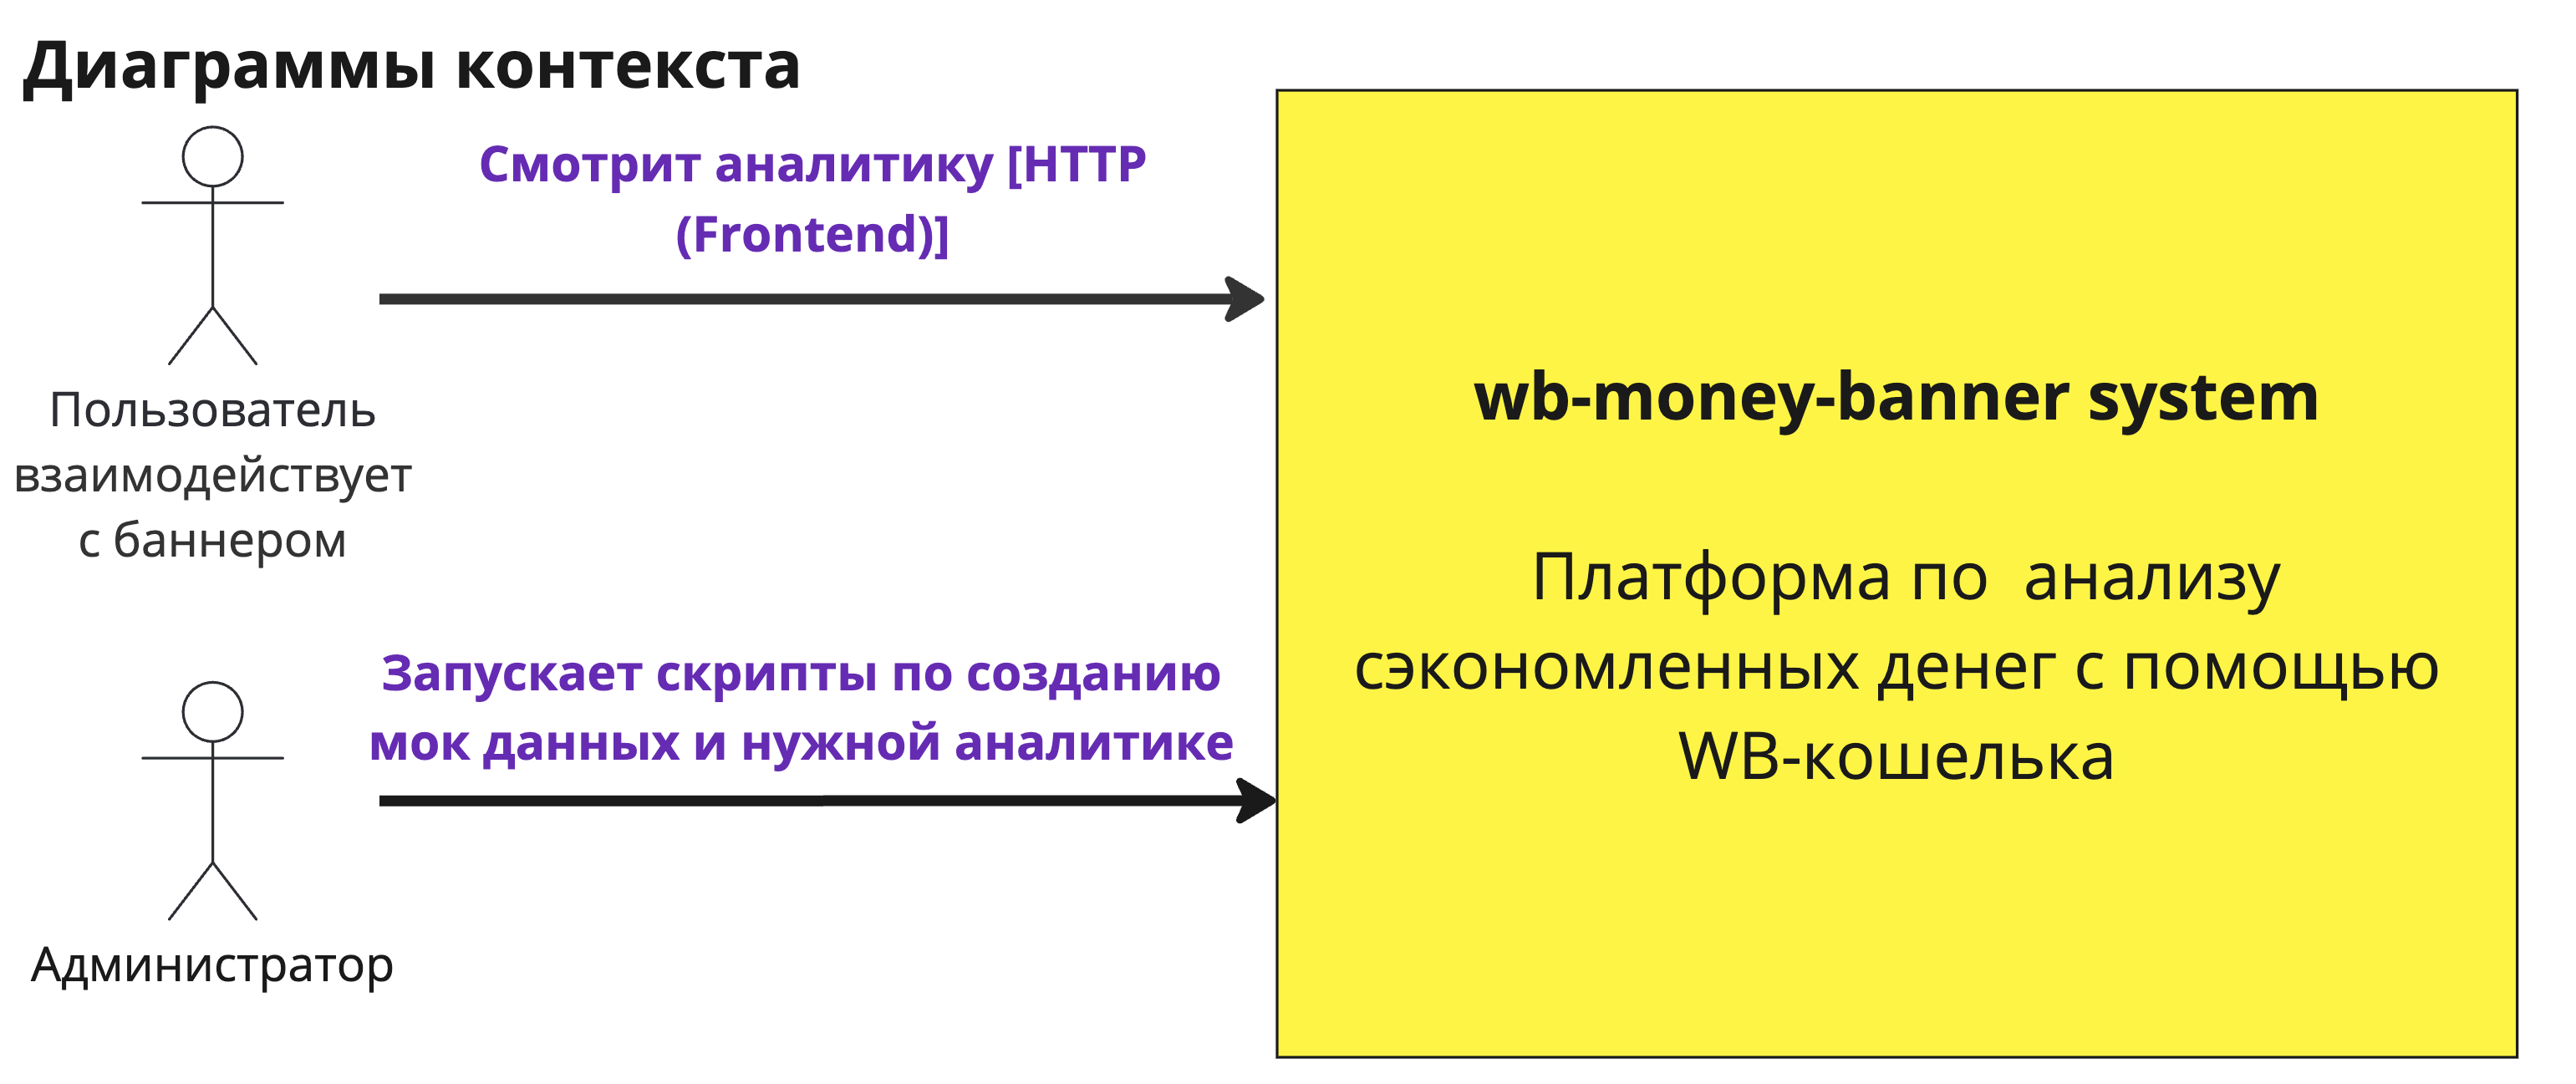 Диаграммы контекста
Смотрит аналитику [HTTP
(Frontend)]
Пользователь
взаимодействует
с баннером
Запускает скрипты по созданию
мок данных и нужной аналитике
Администратор
wb-money-banner system
Платформа по  анализу
сэкономленных денег с помощью
WB-кошелька